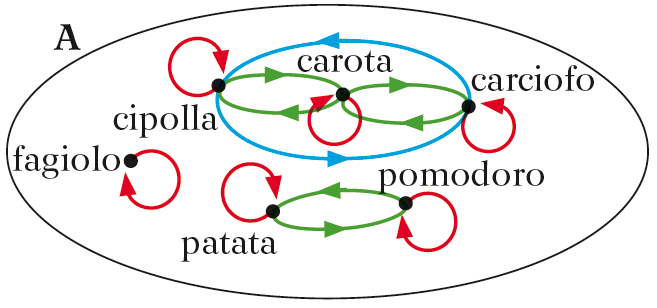 A
carota
carciofo
cipolla
fagiolo
pomodoro
patata